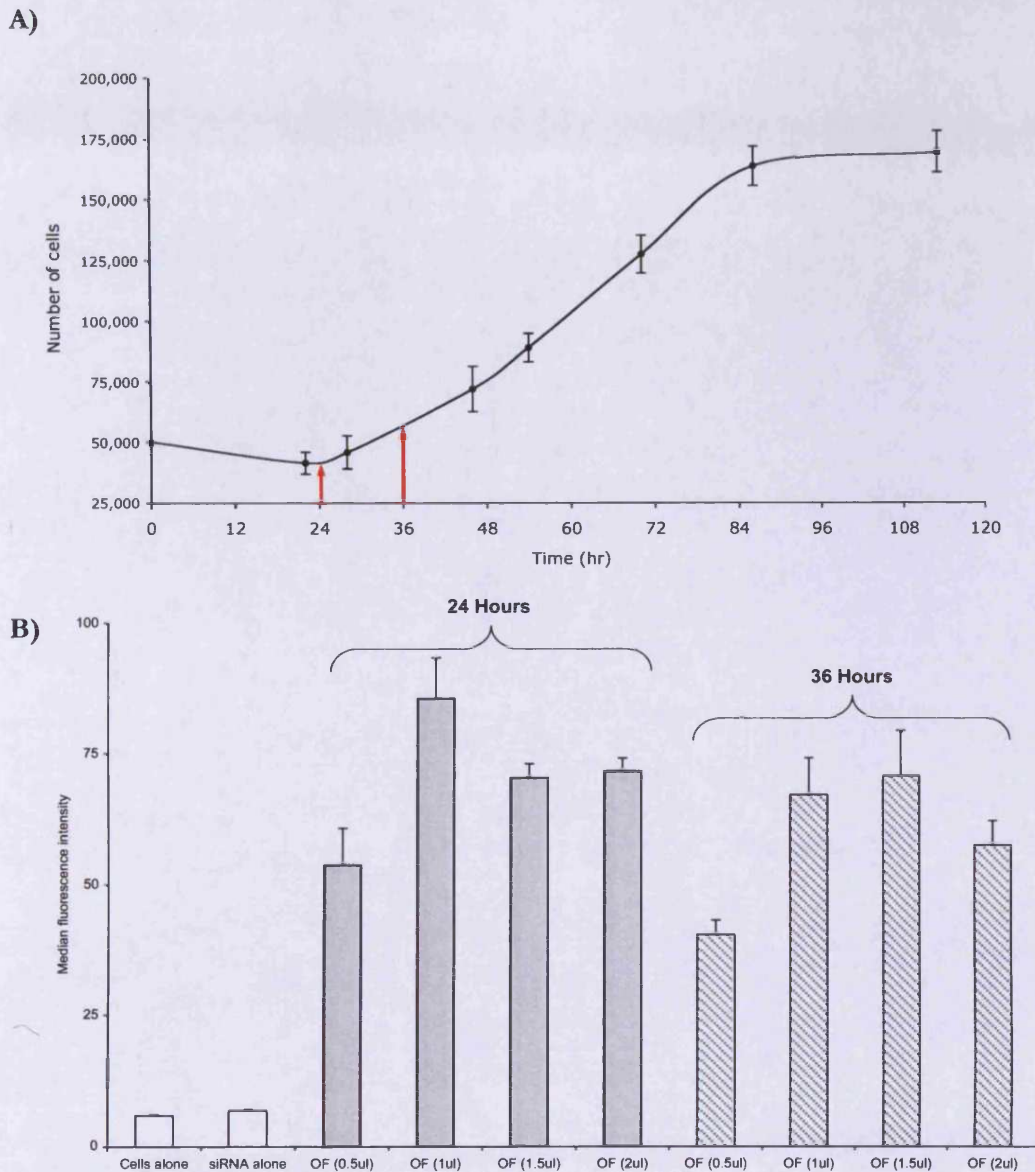 A)
200,000
175,000
150,000
125,000
100,000
75,000
50,000
25,000
Number of cells
0 12 24 36 48 60 72 84 96 108 120
Time (hr)
B)
24 Hours
36 Hours
100
75
50
25
0
Median fluorescence intensity
Cells alone siRNA alone OF (0.5ul) OF (1ul) OF (1.5ul) OF (2ul) OF (0.5ul) OF (1ul) OF (1.5ul) OF (2ul)